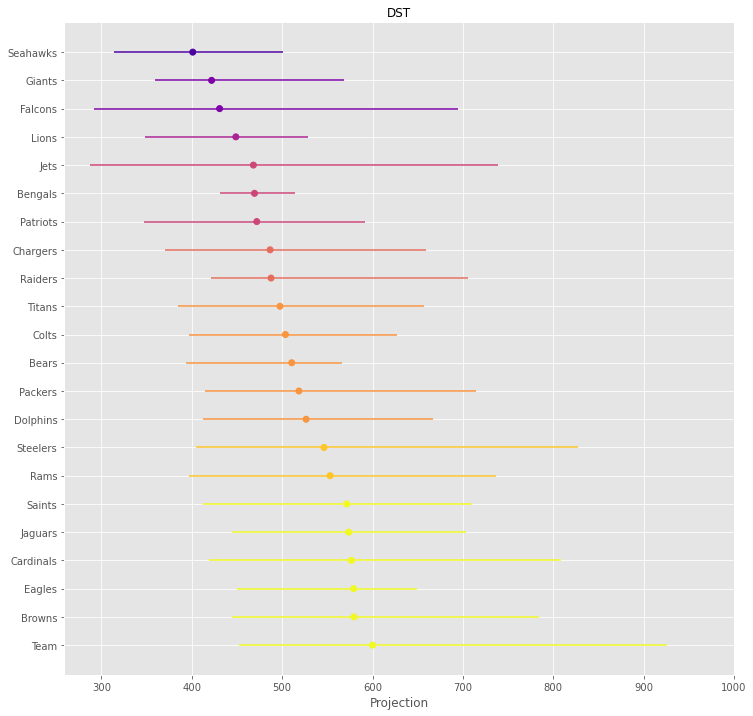 DST
Seahawks
Giants
Falcons
Lions
Jets
Bengals
Patriots
Chargers
Raiders
Titans
Colts
Bears
Packers
Dolphins
Steelers
Rams
Saints
Jaguars
Cardinals
Eagles
Browns
Team
300 400 500 600 700 800 900 1000
Projection